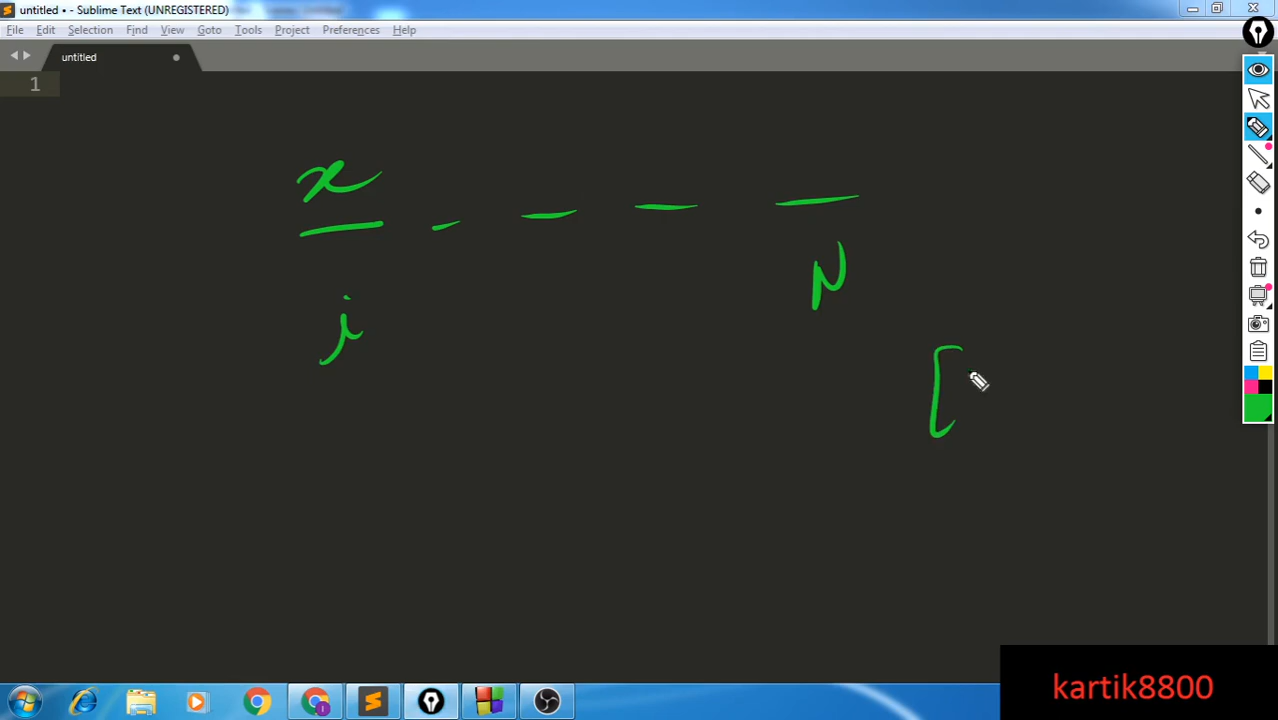 untitled • - Sublime Text (UNREGISTERED)
File Edit Selection Find View Goto Tools Project Preferences Help
untitled
1
x
N
i
[
kartik8800